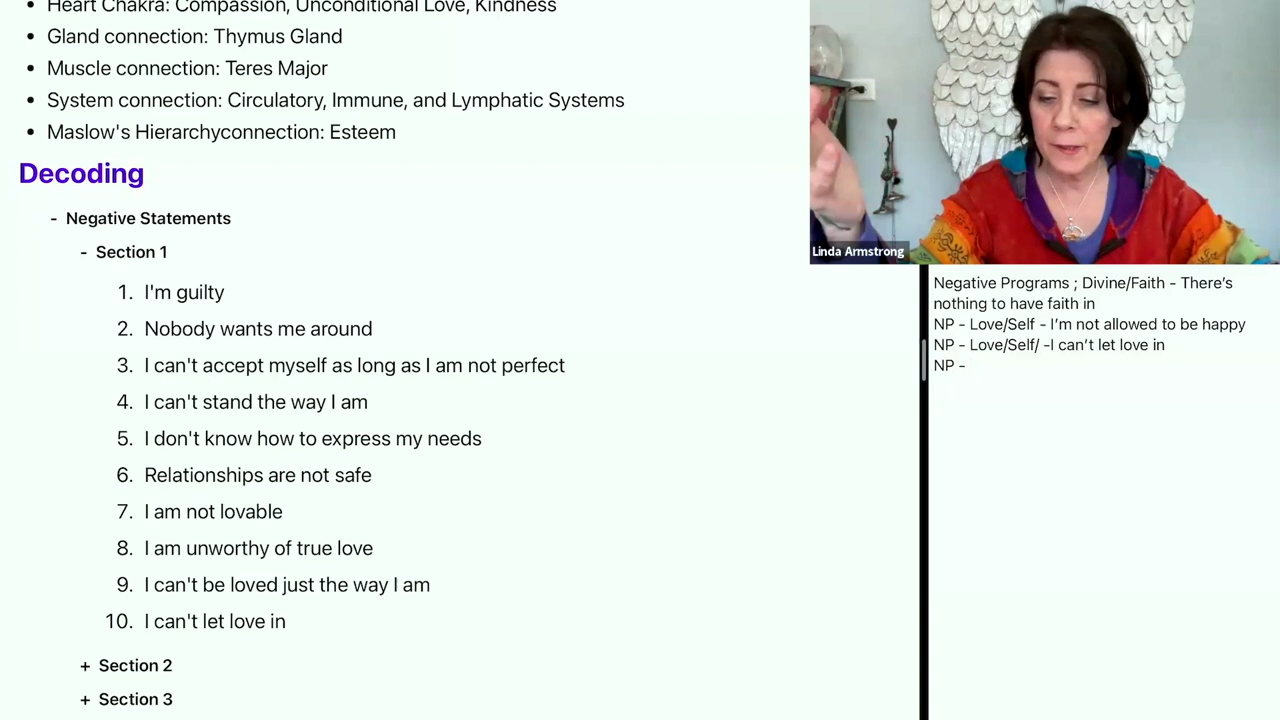 Heart Chakra: Compassion, Unconditional Love, Kindness
Gland connection: Thymus Gland
Muscle connection: Teres Major
System connection: Circulatory, Immune, and Lymphatic Systems
Maslow's Hierarchyconnection: Esteem
Decoding
- Negative Statements
- Section 1
1. I'm guilty
2. Nobody wants me around
3. I can't accept myself as long as I am not perfect
4. I can't stand the way I am
5. I don't know how to express my needs
6. Relationships are not safe
7. I am not lovable
8. I am unworthy of true love
9. I can't be loved just the way I am
10. I can't let love in
+ Section 2
+ Section 3
Linda Armstrong
Negative Programs ; Divine/Faith - There’s
nothing to have faith in
NP - Love/Self - I’m not allowed to be happy
NP - Love/Self/ -I can’t let love in
NP -